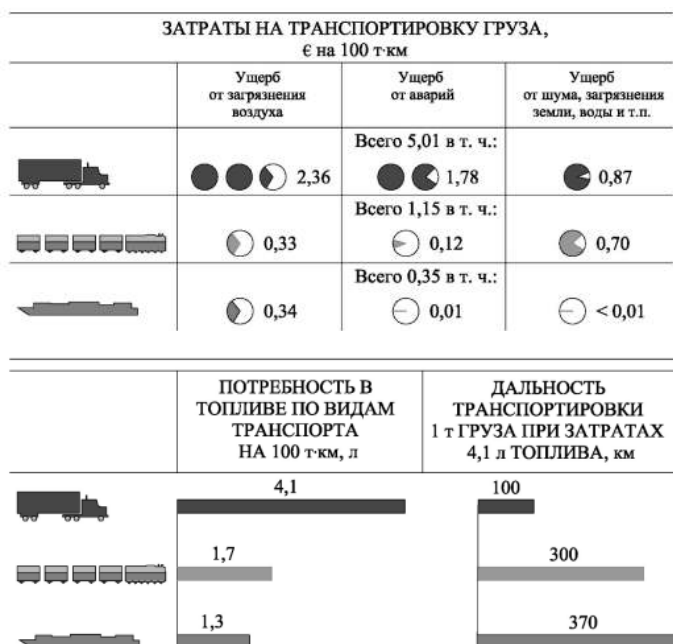 ЗАТРАТЫ НА ТРАНСПОРТИРОВКУ ГРУЗА,
€ на 100 т·км
Ущерб
от загрязнения
воздуха
Ущерб
от аварий
Ущерб
от шума, загрязнения
земли, воды и т.п.
Всего 5,01 в т. ч.:
2,36
1,78
0,87
Всего 1,15 в т. ч.:
0,33
0,12
0,70
Всего 0,35 в т. ч.:
0,34
0,01
< 0,01
ПОТРЕБНОСТЬ В
ТОПЛИВЕ ПО ВИДАМ
ТРАНСПОРТА
НА 100 т·км, л
ДАЛЬНОСТЬ
ТРАНСПОРТИРОВКИ
1 т ГРУЗА ПРИ ЗАТРАТАХ
4,1 л ТОПЛИВА, км
4,1
100
1,7
300
1,3
370